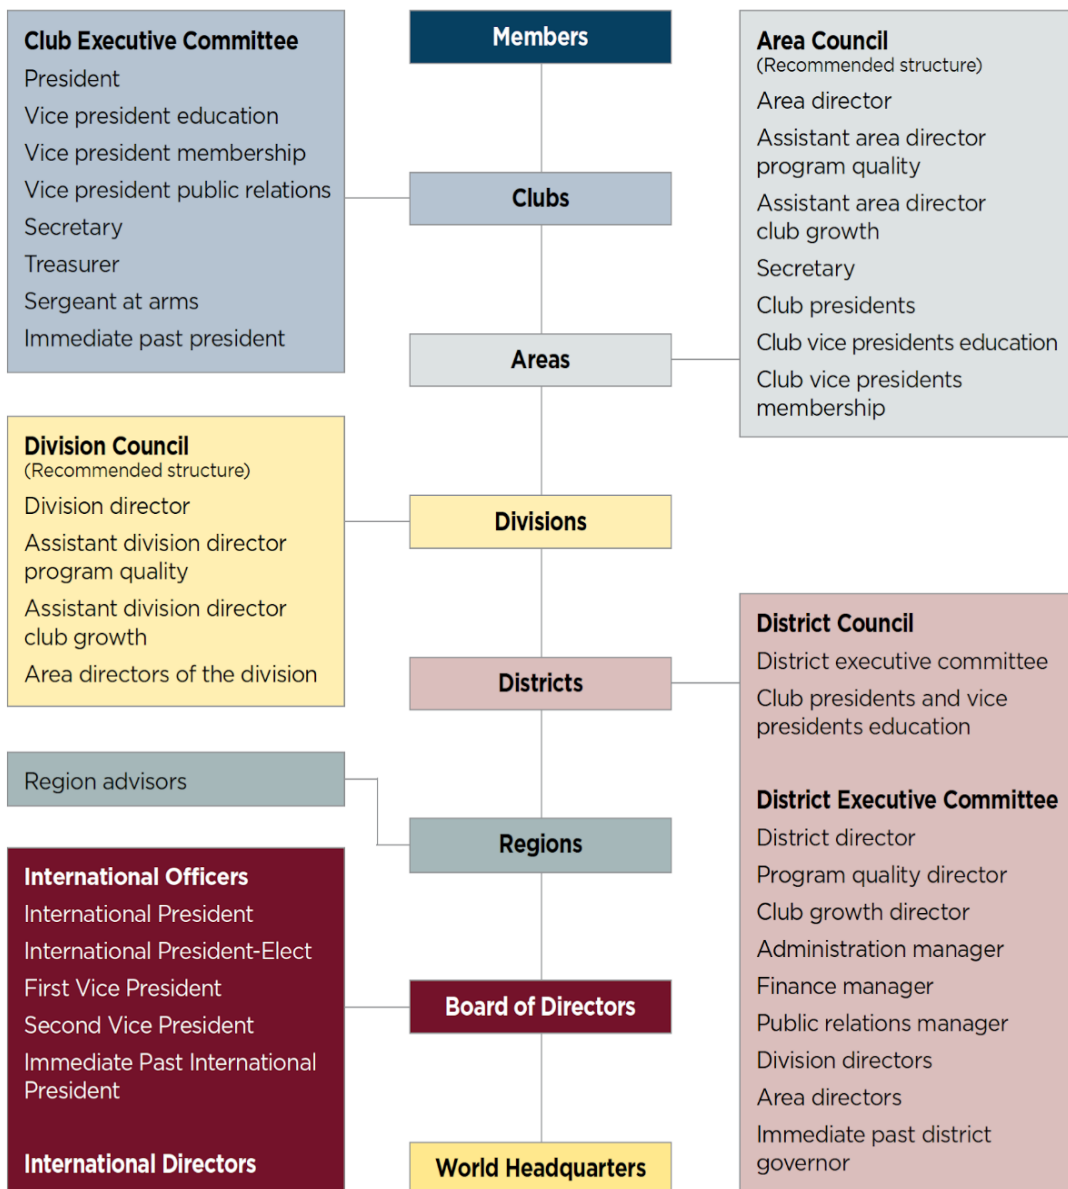 Members
Club Executive Committee
President
Vice president education
Vice president membership
Vice president public relations
Secretary
Treasurer
Sergeant at arms
Immediate past president
Clubs
Area Council
(Recommended structure)
Area director
Assistant area director
program quality
Assistant area director
club growth
Secretary
Club presidents
Club vice presidents education
Club vice presidents
membership
Areas
Division Council
(Recommended structure)
Division director
Assistant division director
program quality
Assistant division director
club growth
Area directors of the division
Divisions
District Council
District executive committee
Club presidents and vice
presidents education
District Executive Committee
District director
Program quality director
Club growth director
Administration manager
Finance manager
Public relations manager
Division directors
Area directors
Immediate past district
governor
Districts
Region advisors
Regions
International Officers
International President
International President-Elect
First Vice President
Second Vice President
Immediate Past International
President
International Directors
Board of Directors
World Headquarters